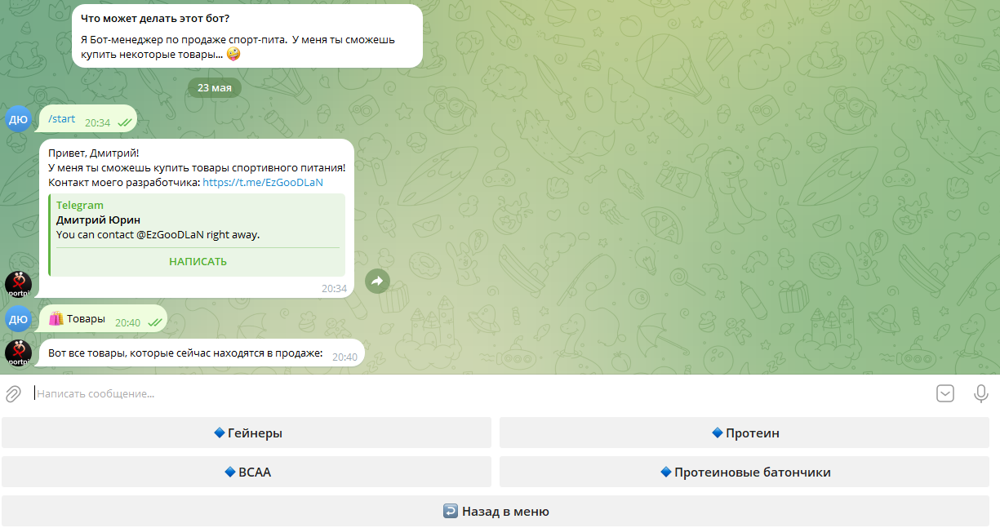 Что может делать этот бот?
Я Бот-менеджер по продаже спорт-пита. У меня ты сможешь
купить некоторые товары... 🤪
23 мая
ДЮ
/start 20:34
Привет, Дмитрий!
У меня ты сможешь купить товары спортивного питания!
Контакт моего разработчика: https://t.me/EzGooDLaN
Telegram
Дмитрий Юрин
You can contact @EzGooDLaN right away.
НАПИСАТЬ
portpi
20:34
ДЮ
🛍 Товары 20:40
portpi
Вот все товары, которые сейчас находятся в продаже: 20:40
Написать сообщение...
🔹Гейнеры
🔹Протеин
🔹BCAA
🔹Протеиновые батончики
↩️ Назад в меню